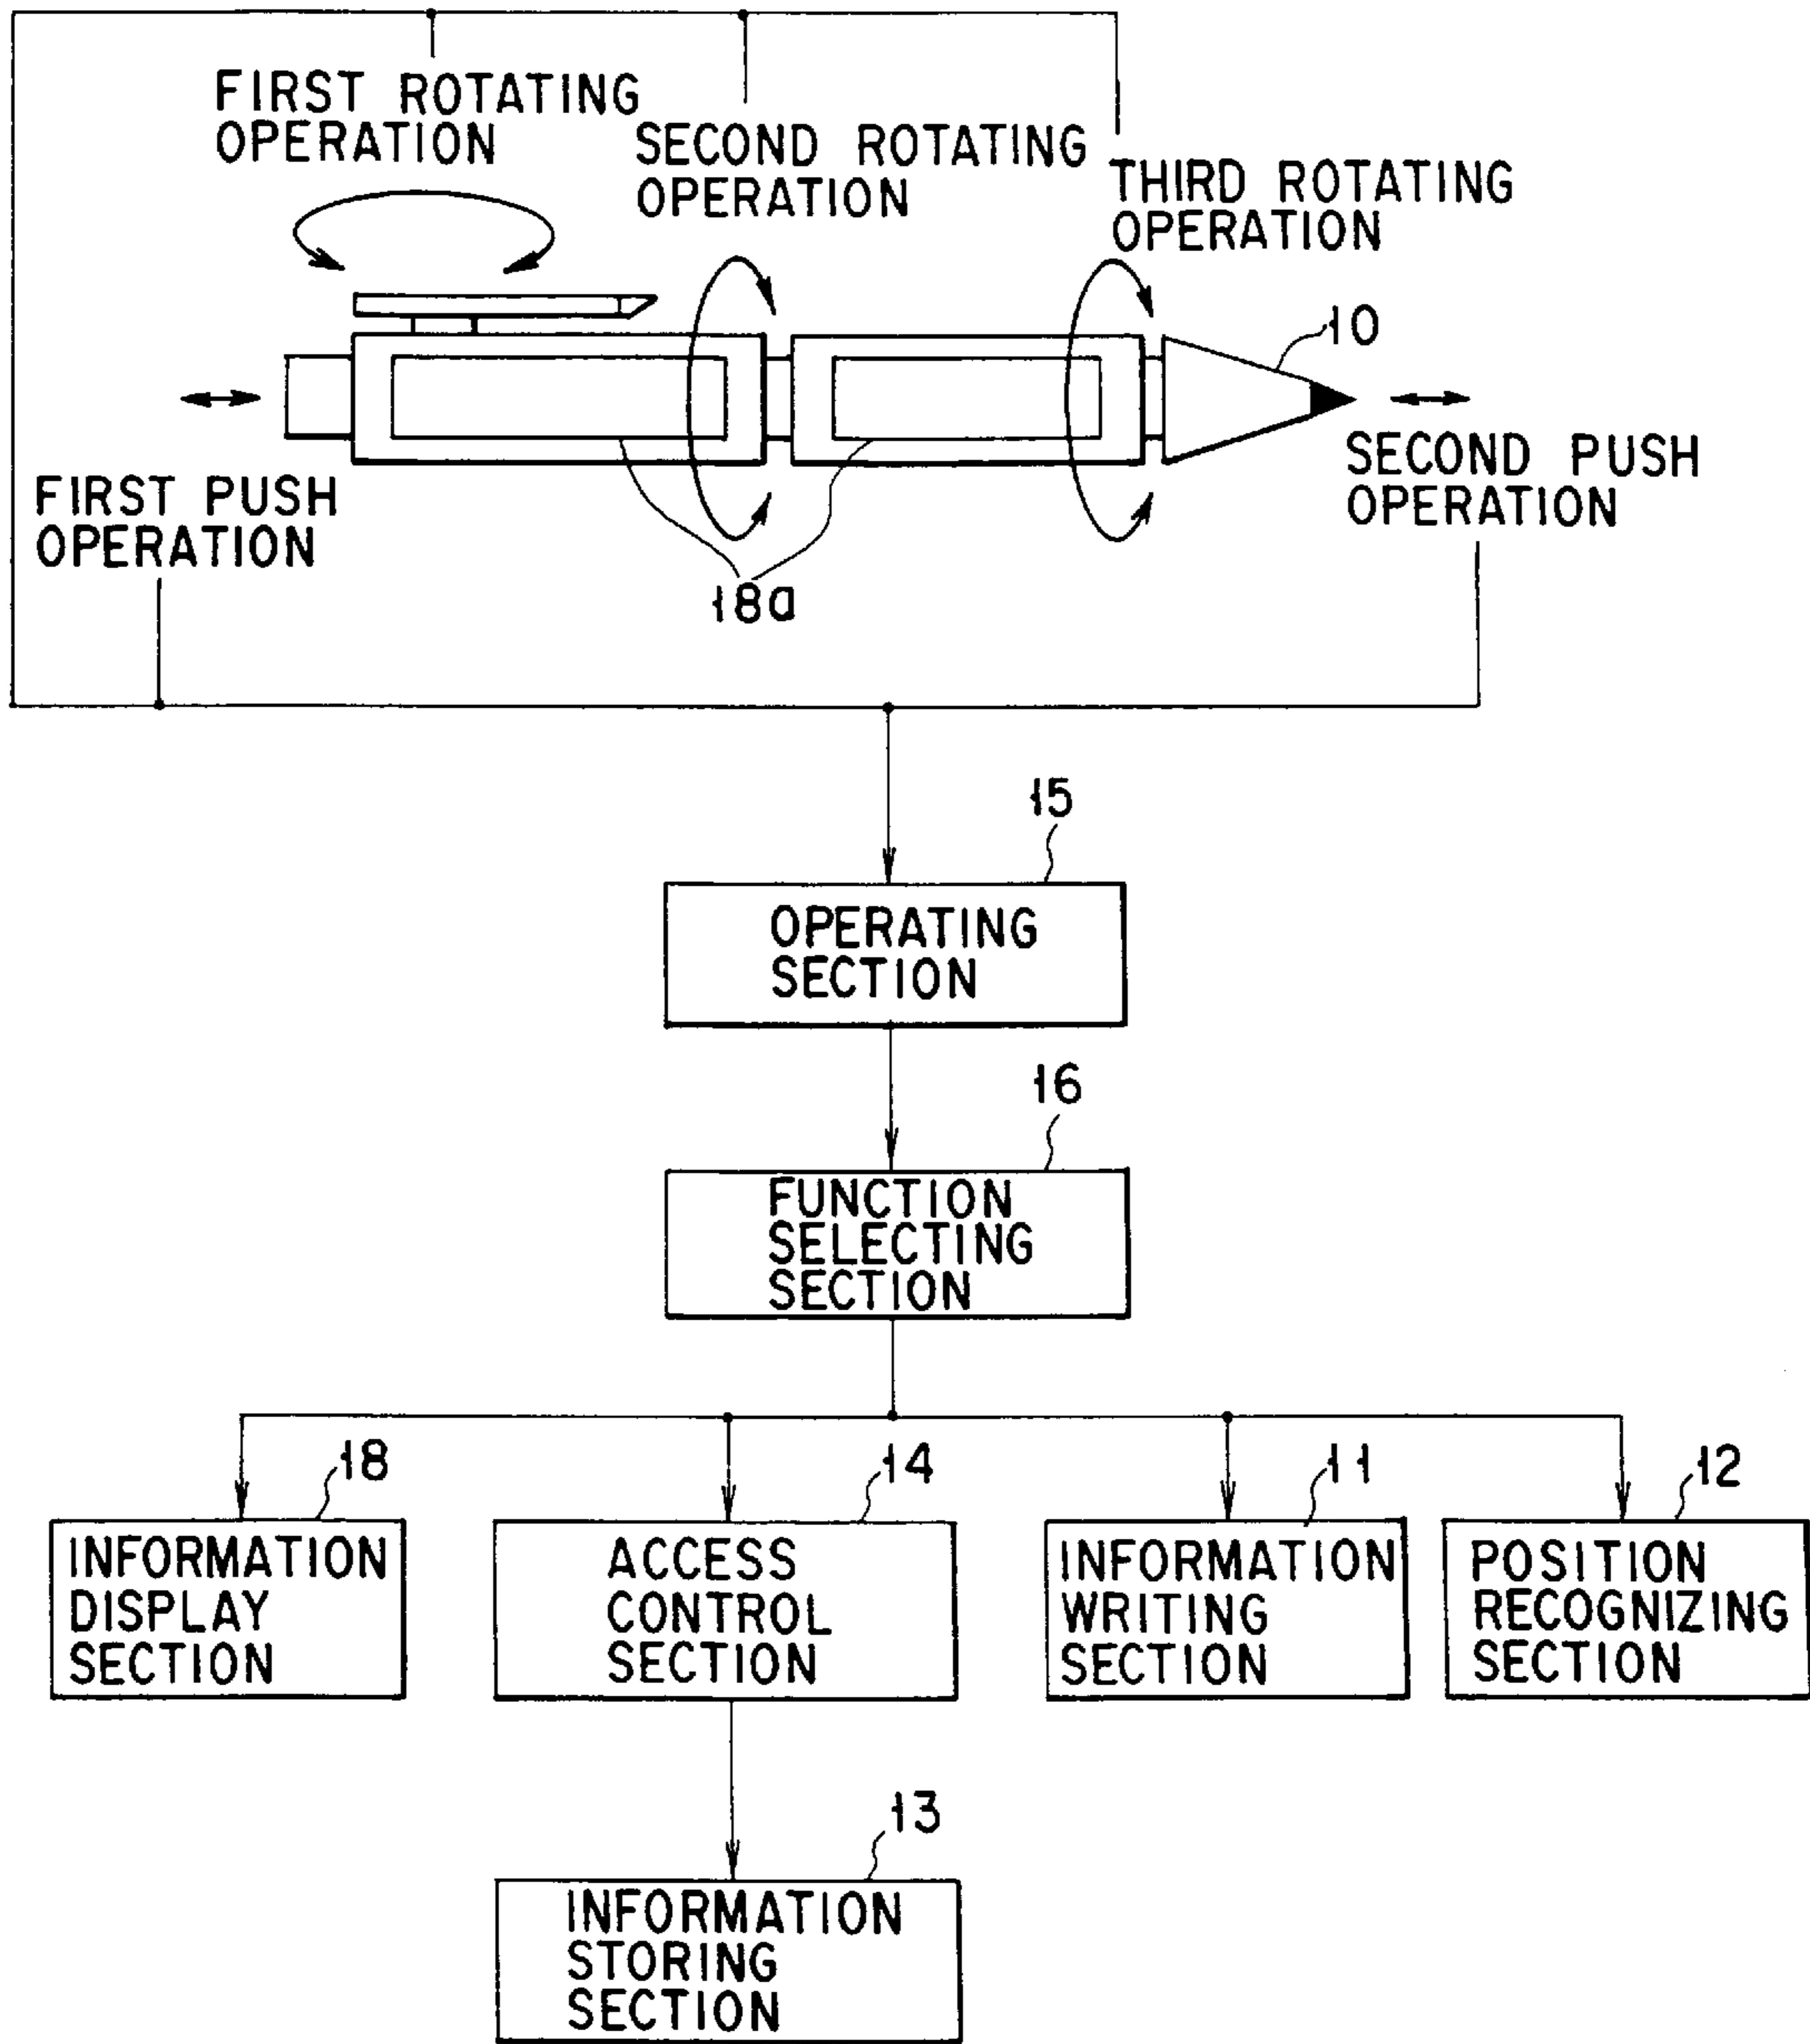 FIRST ROTATING
OPERATION
SECOND ROTATING
OPERATION
THIRD ROTATING
OPERATION
10
FIRST PUSH
OPERATION
SECOND PUSH
OPERATION
18a
15
OPERATING
SECTION
16
FUNCTION
SELECTING
SECTION
18
INFORMATION
DISPLAY
SECTION
14
ACCESS
CONTROL
SECTION
11
INFORMATION
WRITING
SECTION
12
POSITION
RECOGNIZING
SECTION
13
INFORMATION
STORING
SECTION